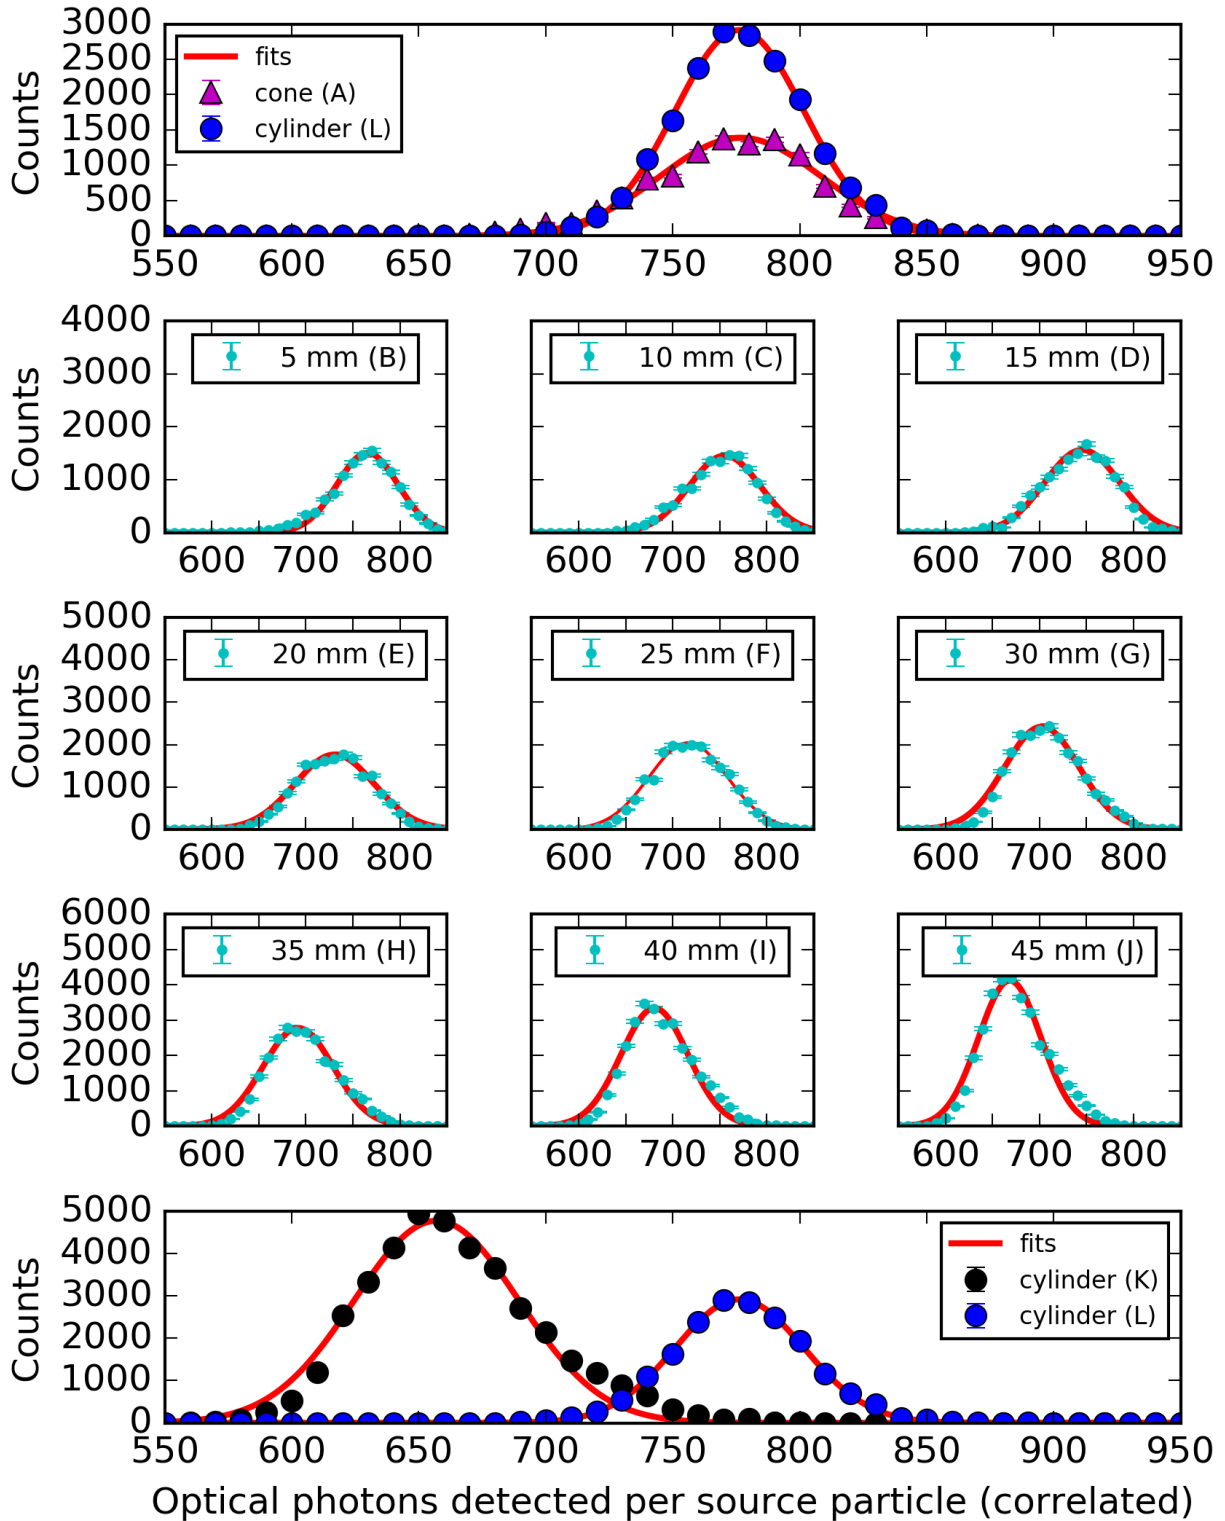 3000
2500
2000
1500
1000
500
0
Counts
fits
cone (A)
cylinder (L)
550 600 650 700 750 800 850 900 950
4000
3000
2000
1000
0
Counts
5 mm (B)
10 mm (C)
15 mm (D)
600 700 800
600 700 800
600 700 800
5000
4000
3000
2000
1000
0
Counts
20 mm (E)
25 mm (F)
30 mm (G)
600 700 800
600 700 800
600 700 800
6000
5000
4000
3000
2000
1000
0
Counts
35 mm (H)
40 mm (I)
45 mm (J)
600 700 800
600 700 800
600 700 800
5000
4000
3000
2000
1000
0
Counts
fits
cylinder (K)
cylinder (L)
550 600 650 700 750 800 850 900 950
Optical photons detected per source particle (correlated)